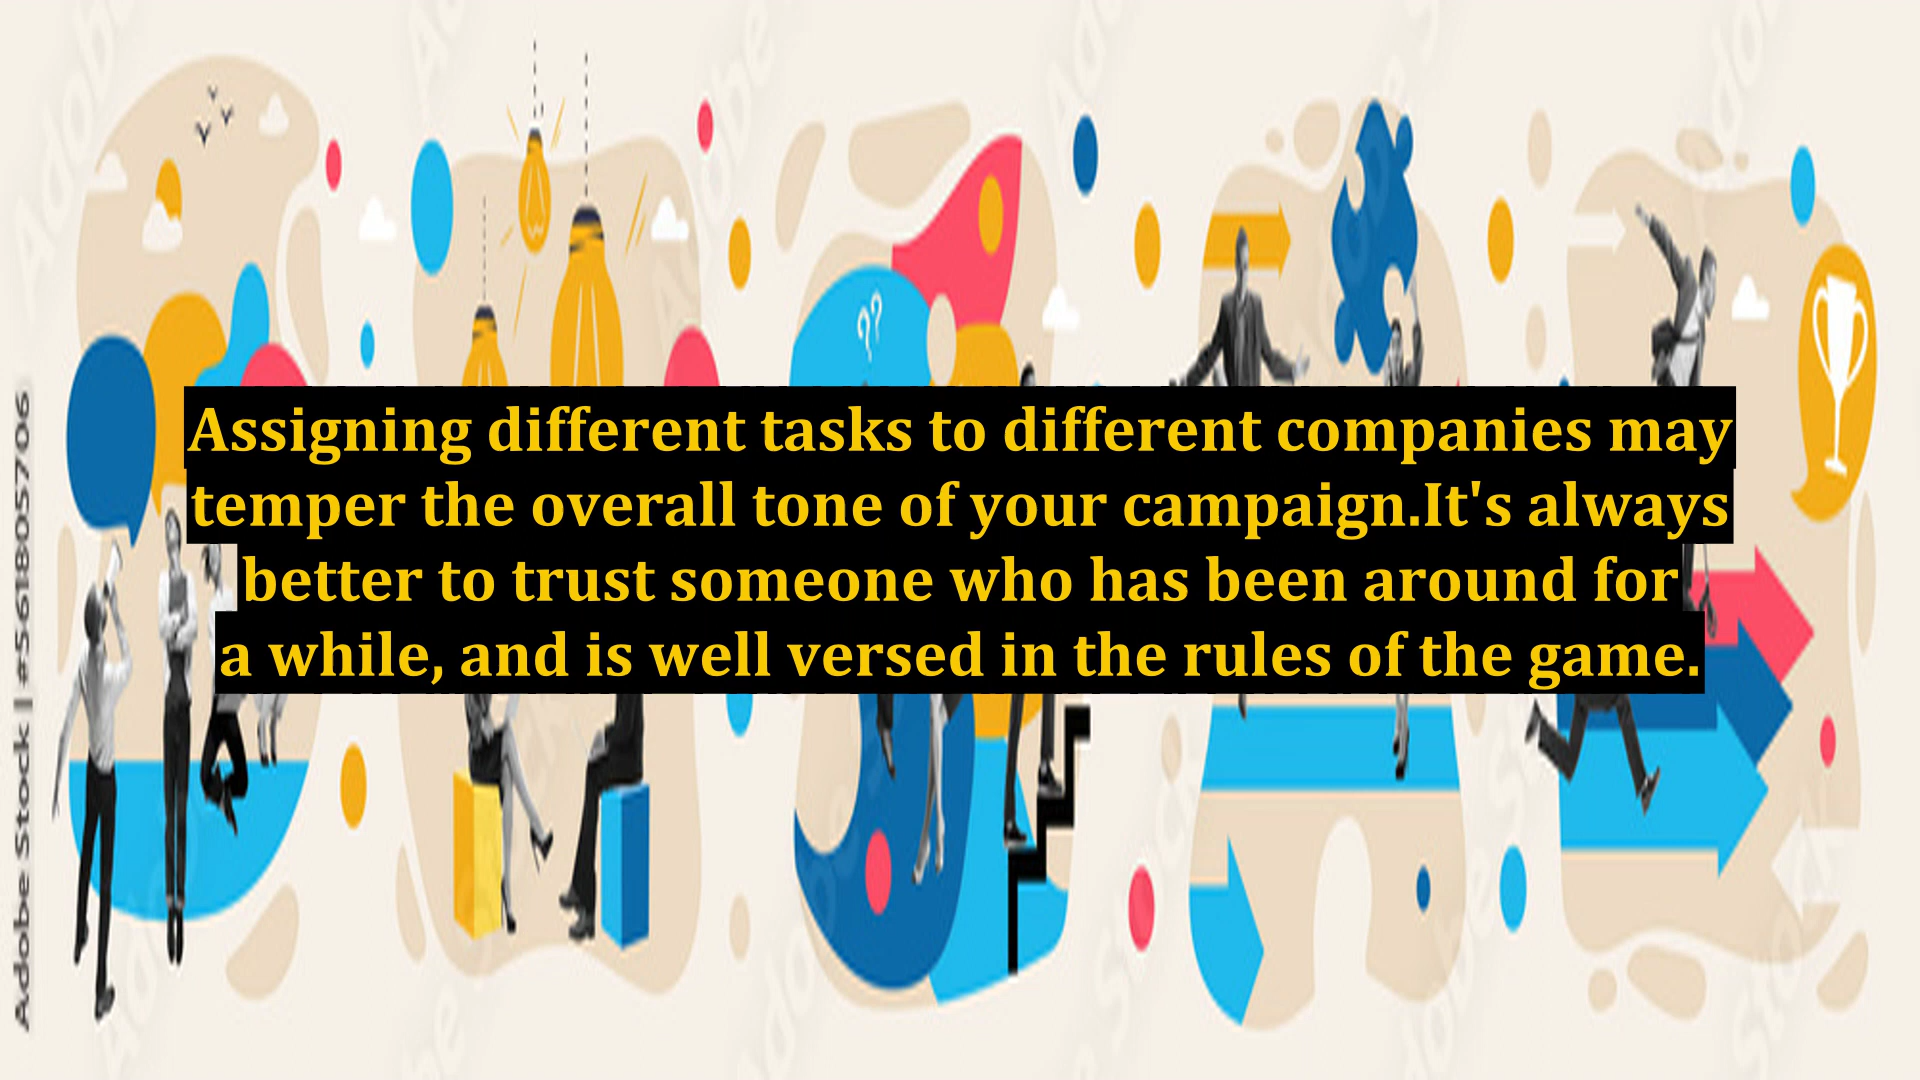 Assigning different tasks to different companies may
temper the overall tone of your campaign.It's always
better to trust someone who has been around for
a while, and is well versed in the rules of the game.
??
Adobe Stock | #561805706